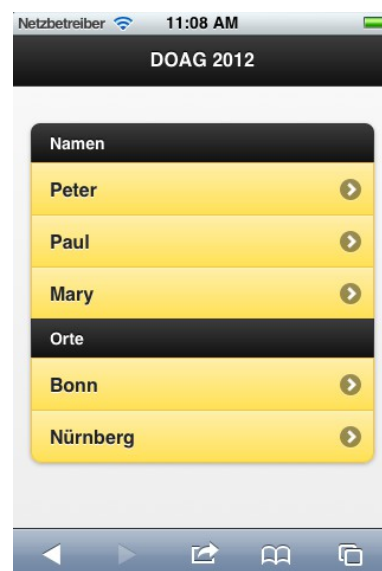 Netzbetreiber 11:08 AM
DOAG 2012
Namen
Peter
Paul
Mary
Orte
Bonn
Nürnberg